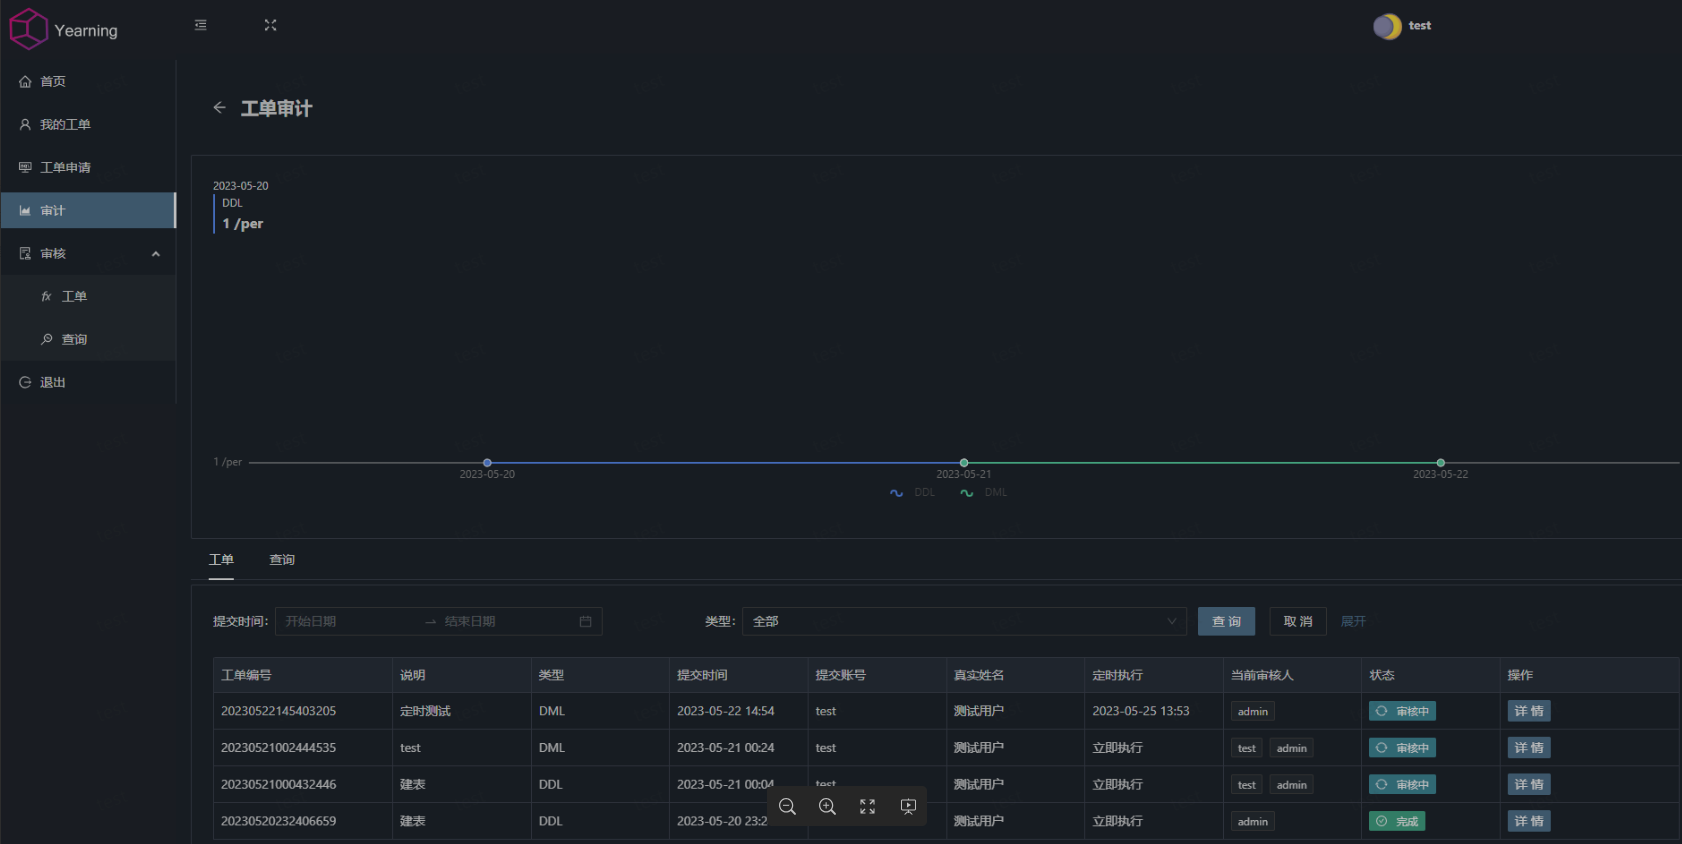 Yearning
test
首页
我的工单
工单申请
审计
审核
工单
查询
退出
工单审计
2023-05-20
DDL
1 /per
1 /per
2023-05-20
2023-05-21
2023-05-22
DDL
DML
工单
查询
提交时间:
开始日期
结束日期
类型:
全部
查 询
取 消
展开
工单编号 说明 类型 提交时间 提交账号 真实姓名 定时执行 当前审核人 状态 操作
20230522145403205 定时测试 DML 2023-05-22 14:54 test 测试用户 2023-05-25 13:53 admin 审核中 详 情
20230521002444535 test DML 2023-05-21 00:24 test 测试用户 立即执行 test admin 审核中 详 情
20230521000432446 建表 DDL 2023-05-21 00:04 test 测试用户 立即执行 test admin 审核中 详 情
20230520232406659 建表 DDL 2023-05-20 23:2 测试用户 立即执行 admin 完成 详 情